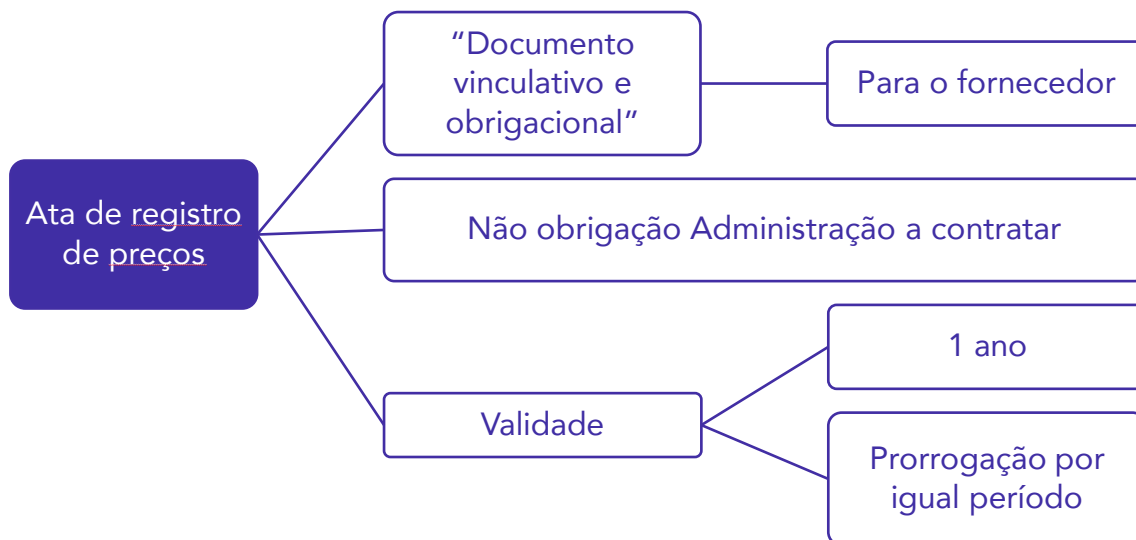 “Documento
vinculativo e
obrigacional”
Para o fornecedor
Ata de registro
de preços
Não obrigação Administração a contratar
1 ano
Validade
Prorrogação por
igual período